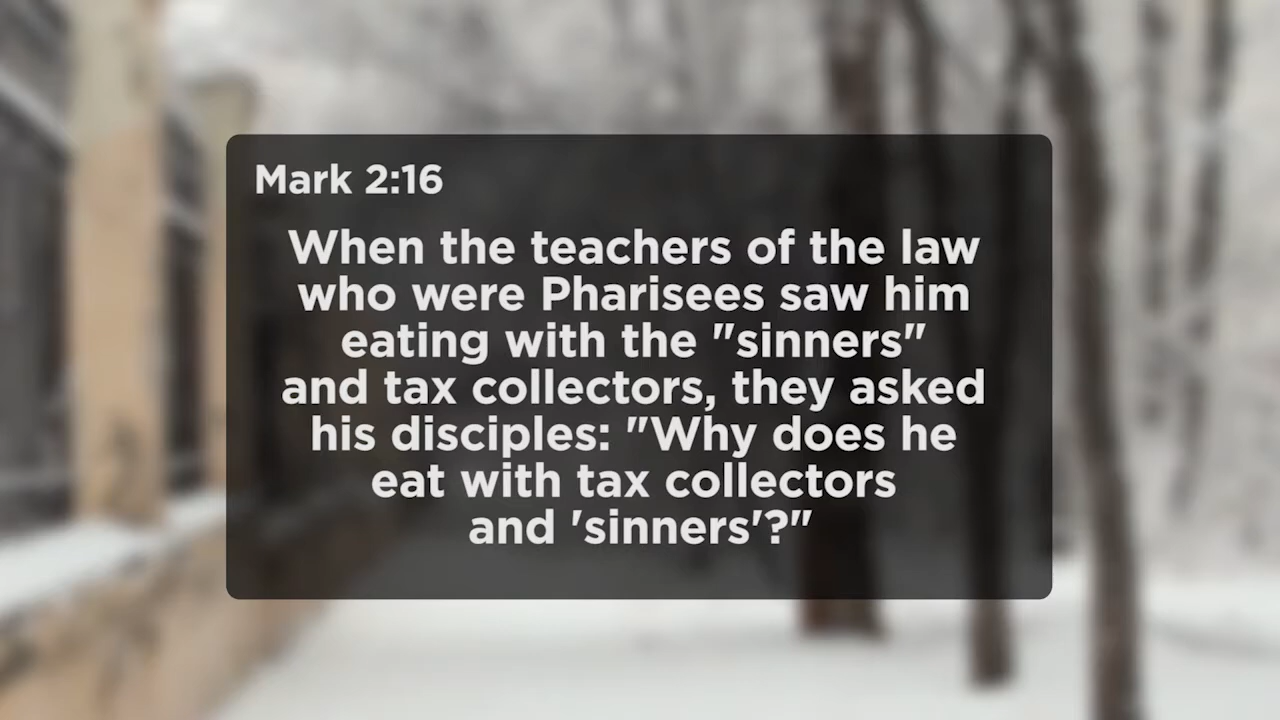 Mark 2:16
When the teachers of the law
who were Pharisees saw him
eating with the "sinners"
and tax collectors, they asked
his disciples: "Why does he
eat with tax collectors
and 'sinners'?"